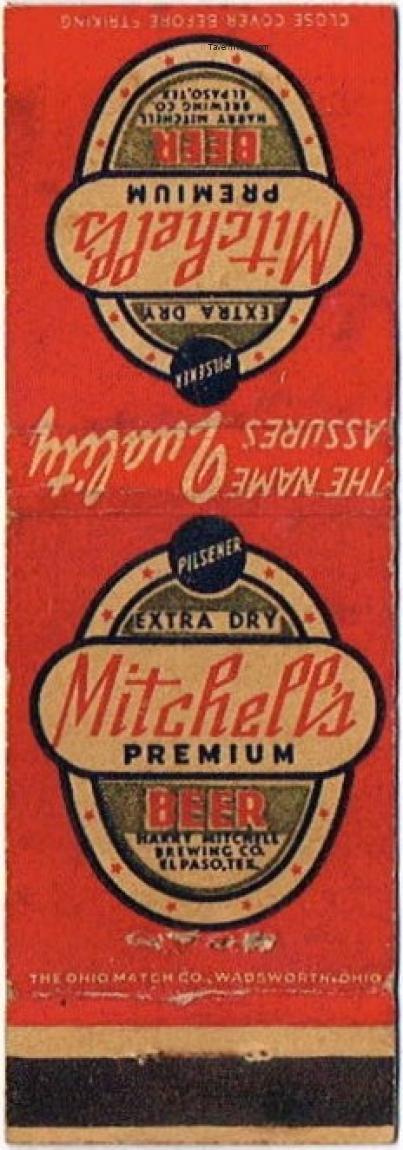 CLOSE COVER BEFORE STRIKING
HARRY MITCHELL
BREWING CO
EL PASO, TEX
BEER
PREMIUM
Mitchell's
EXTRA DRY
PILSENER
THE NAME Quality
ASSURES
PILSENER
EXTRA DRY
Mitchell's
PREMIUM
BEER
HARRY MITCHELL
BREWING CO.
EL PASO, TEX.
THE OHIO MATCH CO., WADSWORTH, OHIO